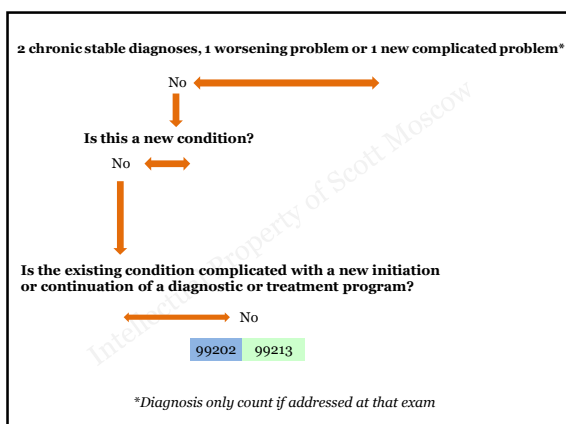 2 chronic stable diagnoses, 1 worsening problem or 1 new complicated problem*
No
Is this a new condition?
No
Intellectual Property of Scott Moscow
Is the existing condition complicated with a new initiation
or continuation of a diagnostic or treatment program?
No
99202 99213
*Diagnosis only count if addressed at that exam